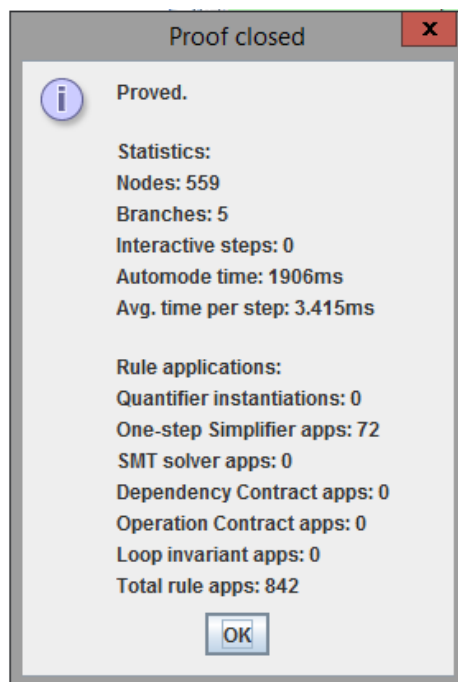 Proof closed
x
Proved.
Statistics:
Nodes: 559
Branches: 5
Interactive steps: 0
Automode time: 1906ms
Avg. time per step: 3.415ms
Rule applications:
Quantifier instantiations: 0
One-step Simplifier apps: 72
SMT solver apps: 0
Dependency Contract apps: 0
Operation Contract apps: 0
Loop invariant apps: 0
Total rule apps: 842
OK